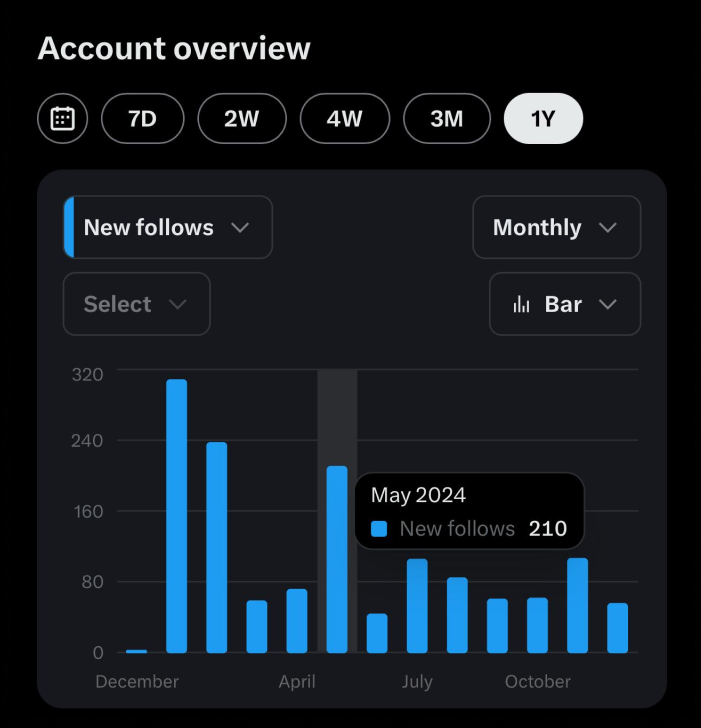 Account overview
7D 2W 4W 3M 1Y
New follows Monthly
Select Bar
320
240
160
80
0
May 2024
New follows 210
December April July October